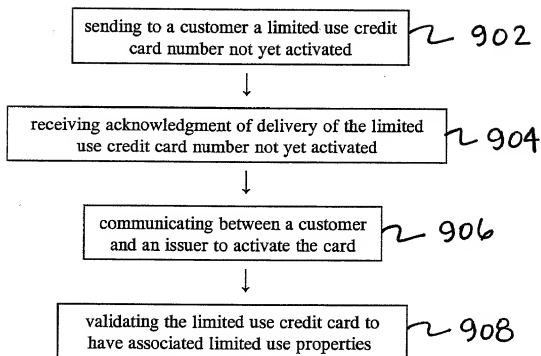 sending to a customer a limited use credit
card number not yet activated
902
receiving acknowledgment of delivery of the limited
use credit card number not yet activated
904
communicating between a customer
and an issuer to activate the card
906
validating the limited use credit card to
have associated limited use properties
908